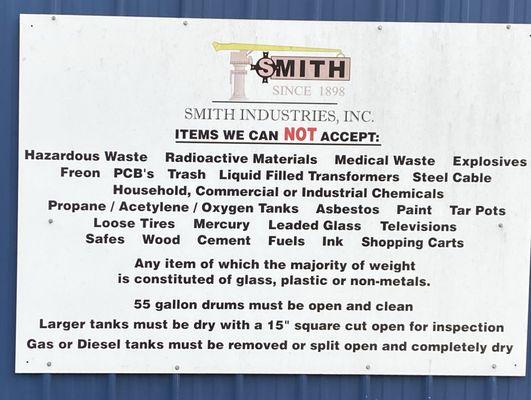 SMITH
SINCE 1898
SMITH INDUSTRIES, INC.
ITEMS WE CAN NOT ACCEPT:
Hazardous Waste Radioactive Materials Medical Waste Explosives
Freon PCB's Trash Liquid Filled Transformers Steel Cable
Household, Commercial or Industrial Chemicals
Propane / Acetylene / Oxygen Tanks Asbestos Paint Tar Pots
Loose Tires Mercury Leaded Glass Televisions
Safes Wood Cement Fuels Ink Shopping Carts
Any item of which the majority of weight
is constituted of glass, plastic or non-metals.
55 gallon drums must be open and clean
Larger tanks must be dry with a 15" square cut open for inspection
Gas or Diesel tanks must be removed or split open and completely dry